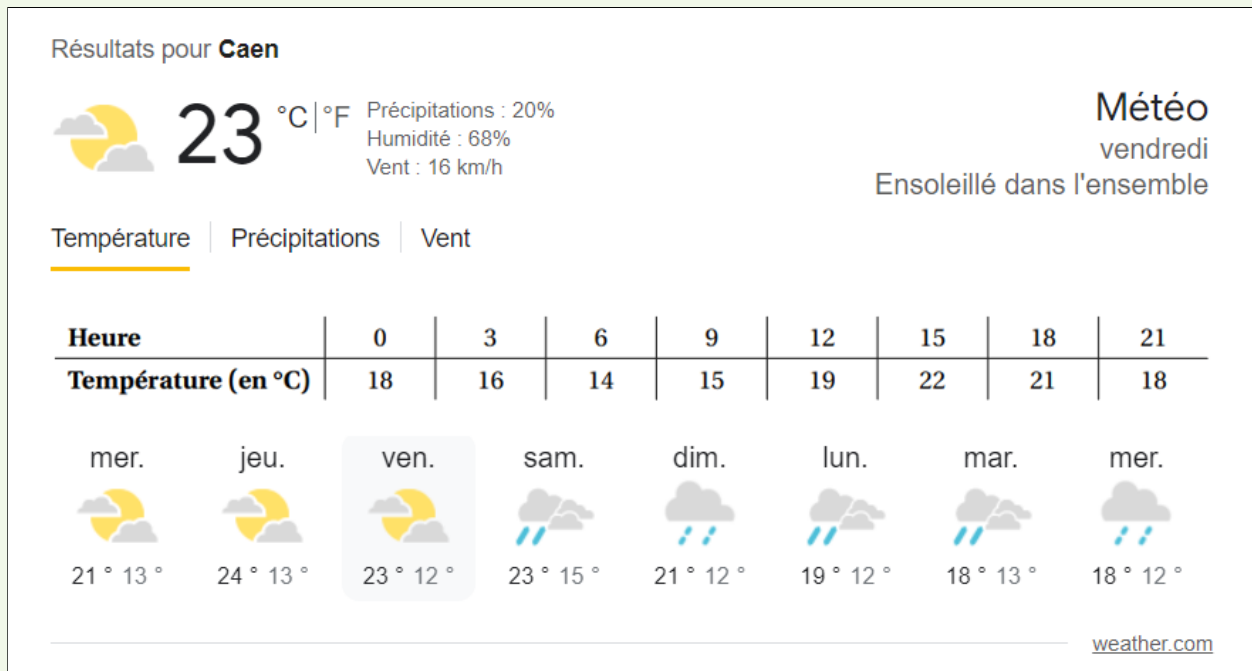 Résultats pour Caen
23 °C|°F
Précipitations : 20%
Humidité : 68%
Vent : 16 km/h
Météo
vendredi
Ensoleillé dans l'ensemble
Température Précipitations Vent
Heure 0 3 6 9 12 15 18 21
Température (en °C) 18 16 14 15 19 22 21 18
mer. jeu. ven. sam. dim. lun. mar. mer.
21 ° 13 ° 24 ° 13 ° 23 ° 12 ° 23 ° 15 ° 21 ° 12 ° 19 ° 12 ° 18 ° 13 ° 18 ° 12 °
weather.com